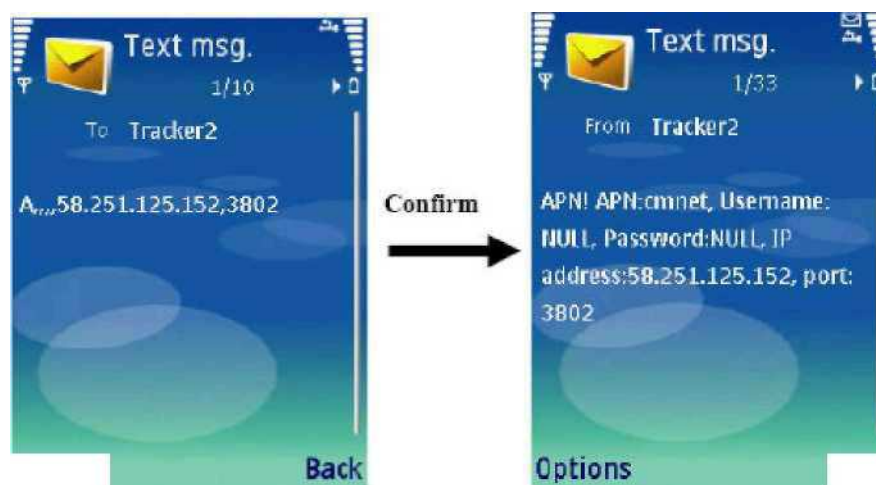 Text msg.
1/10
To Tracker2
A,,,,58.251.125.152,3802
Back
Confirm
Text msg.
1/33
From Tracker2
APN! APN:cmnet, Username:
NULL, Password:NULL, IP
address:58.251.125.152, port:
3802
Options